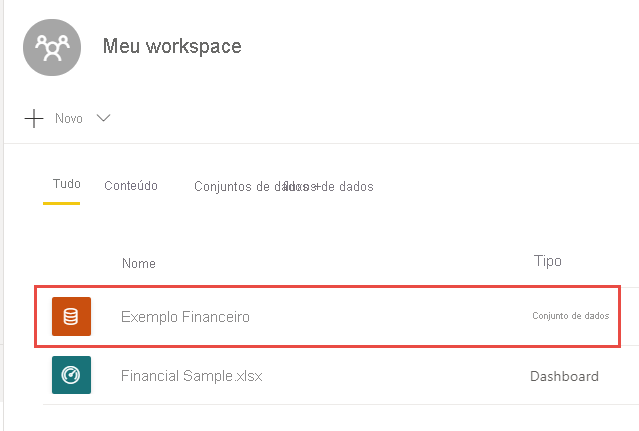 Meu workspace
Novo
Tudo Conteúdo Conjuntos de dados + de dados
Nome Tipo
Exemplo Financeiro Conjunto de dados
Financial Sample.xlsx Dashboard